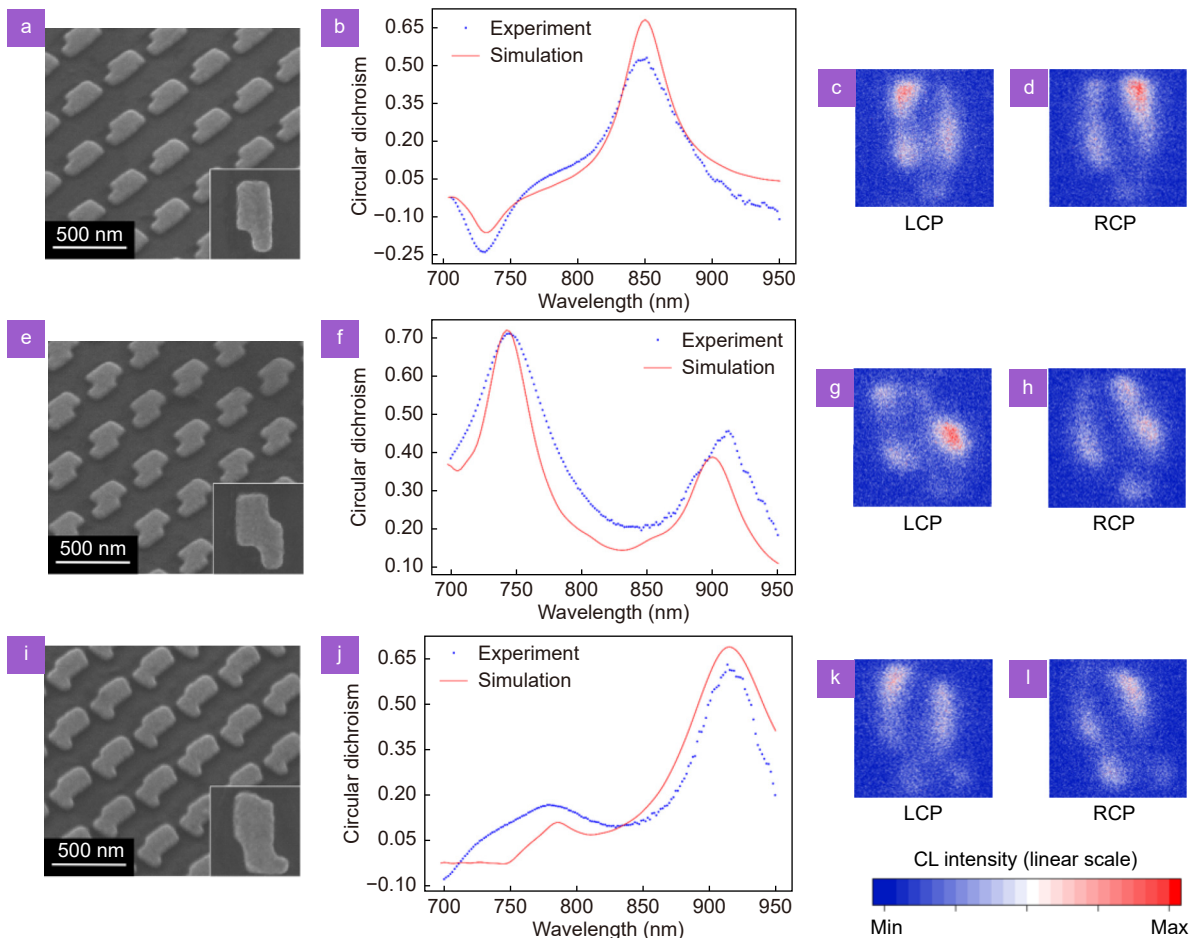 a
500 nm
b
Experiment
Simulation
Circular dichroism
0.65
0.50
0.35
0.20
0.05
−0.10
−0.25
700 750 800 850 900 950
Wavelength (nm)
c
LCP
d
RCP
e
500 nm
f
Experiment
Simulation
Circular dichroism
0.70
0.60
0.50
0.40
0.30
0.20
0.10
700 750 800 850 900 950
Wavelength (nm)
g
LCP
h
RCP
i
500 nm
j
Experiment
Simulation
Circular dichroism
0.65
0.50
0.35
0.20
0.05
−0.10
700 750 800 850 900 950
Wavelength (nm)
k
LCP
l
RCP
CL intensity (linear scale)
Min Max